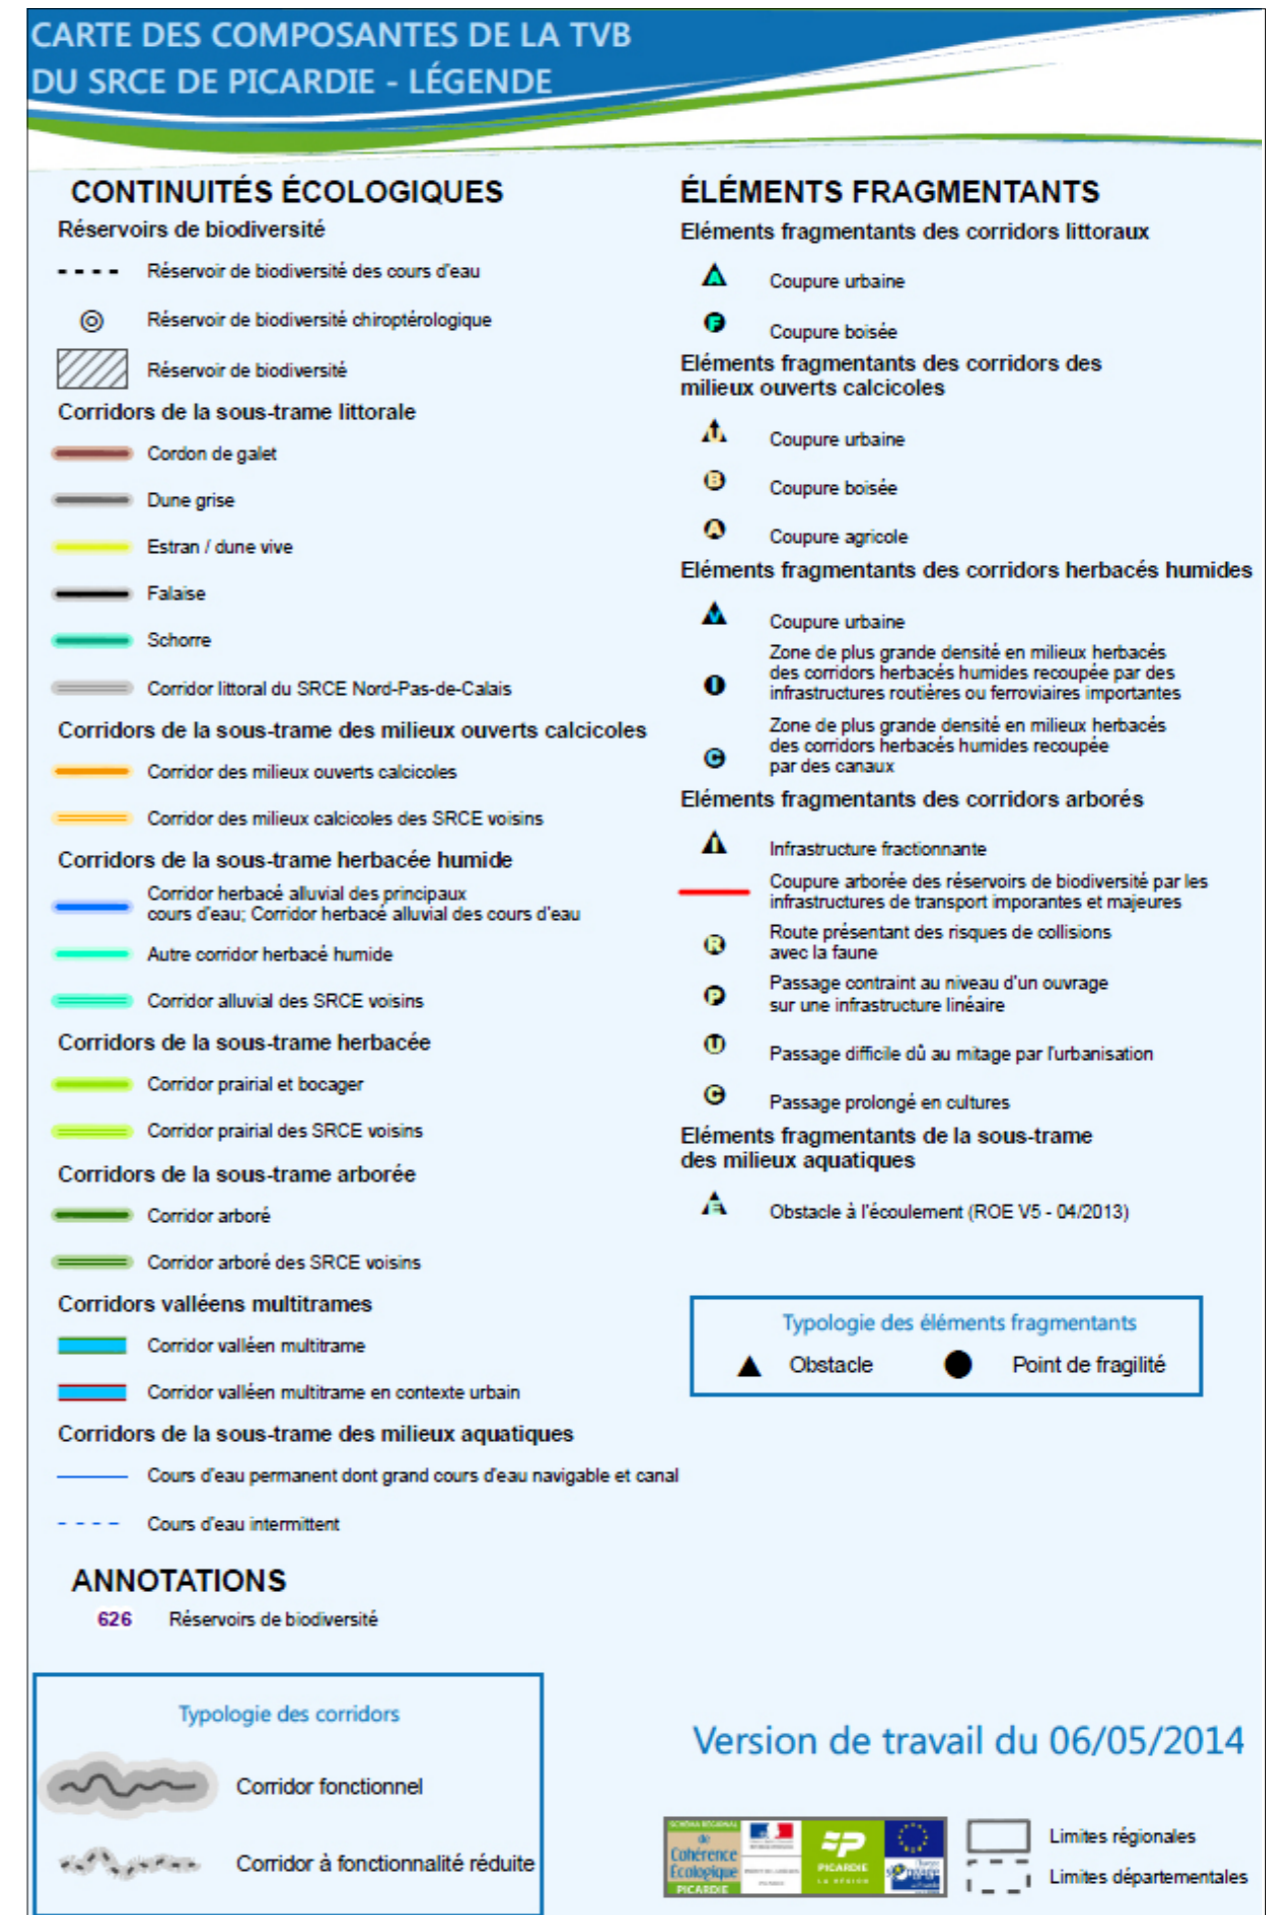 CARTE DES COMPOSANTES DE LA TVB
DU SRCE DE PICARDIE - LÉGENDE
CONTINUITÉS ÉCOLOGIQUES
Réservoirs de biodiversité
Réservoir de biodiversité des cours d'eau
Réservoir de biodiversité chiroptérologique
Réservoir de biodiversité
Corridors de la sous-trame littorale
Cordon de galet
Dune grise
Estran / dune vive
Falaise
Schorre
Corridor littoral du SRCE Nord-Pas-de-Calais
Corridors de la sous-trame des milieux ouverts calcicoles
Corridor des milieux ouverts calcicoles
Corridor des milieux calcicoles des SRCE voisins
Corridors de la sous-trame herbacée humide
Corridor herbacé alluvial des principaux
cours d'eau; Corridor herbacé alluvial des cours d'eau
Autre corridor herbacé humide
Corridor alluvial des SRCE voisins
Corridors de la sous-trame herbacée
Corridor prairial et bocager
Corridor prairial des SRCE voisins
Corridors de la sous-trame arborée
Corridor arboré
Corridor arboré des SRCE voisins
Corridors valléens multitrames
Corridor valléen multitrame
Corridor valléen multitrame en contexte urbain
Corridors de la sous-trame des milieux aquatiques
Cours d'eau permanent dont grand cours d'eau navigable et canal
Cours d'eau intermittent
ANNOTATIONS
626 Réservoirs de biodiversité
Typologie des corridors
Corridor fonctionnel
Corridor à fonctionnalité réduite
ÉLÉMENTS FRAGMENTANTS
Eléments fragmentants des corridors littoraux
A Coupure urbaine
F Coupure boisée
Eléments fragmentants des corridors des
milieux ouverts calcicoles
Coupure urbaine
B Coupure boisée
A Coupure agricole
Eléments fragmentants des corridors herbacés humides
V Coupure urbaine
Zone de plus grande densité en milieux herbacés
des corridors herbacés humides recoupée par des
I infrastructures routières ou ferroviaires importantes
Zone de plus grande densité en milieux herbacés
des corridors herbacés humides recoupée
C par des canaux
Eléments fragmentants des corridors arborés
I Infrastructure fractionnante
Coupure arborée des réservoirs de biodiversité par les
infrastructures de transport imporantes et majeures
Route présentant des risques de collisions
R avec la faune
Passage contraint au niveau d'un ouvrage
P sur une infrastructure linéaire
U Passage difficile dû au mitage par l'urbanisation
C Passage prolongé en cultures
Eléments fragmentants de la sous-trame
des milieux aquatiques
E Obstacle à l'écoulement (ROE V5 - 04/2013)
Typologie des éléments fragmentants
Obstacle Point de fragilité
Version de travail du 06/05/2014
SCHÉMA RÉGIONAL
de
Cohérence
Ecologique
PICARDIE
PICARDIE
LA RÉGION
Limites régionales
Limites départementales